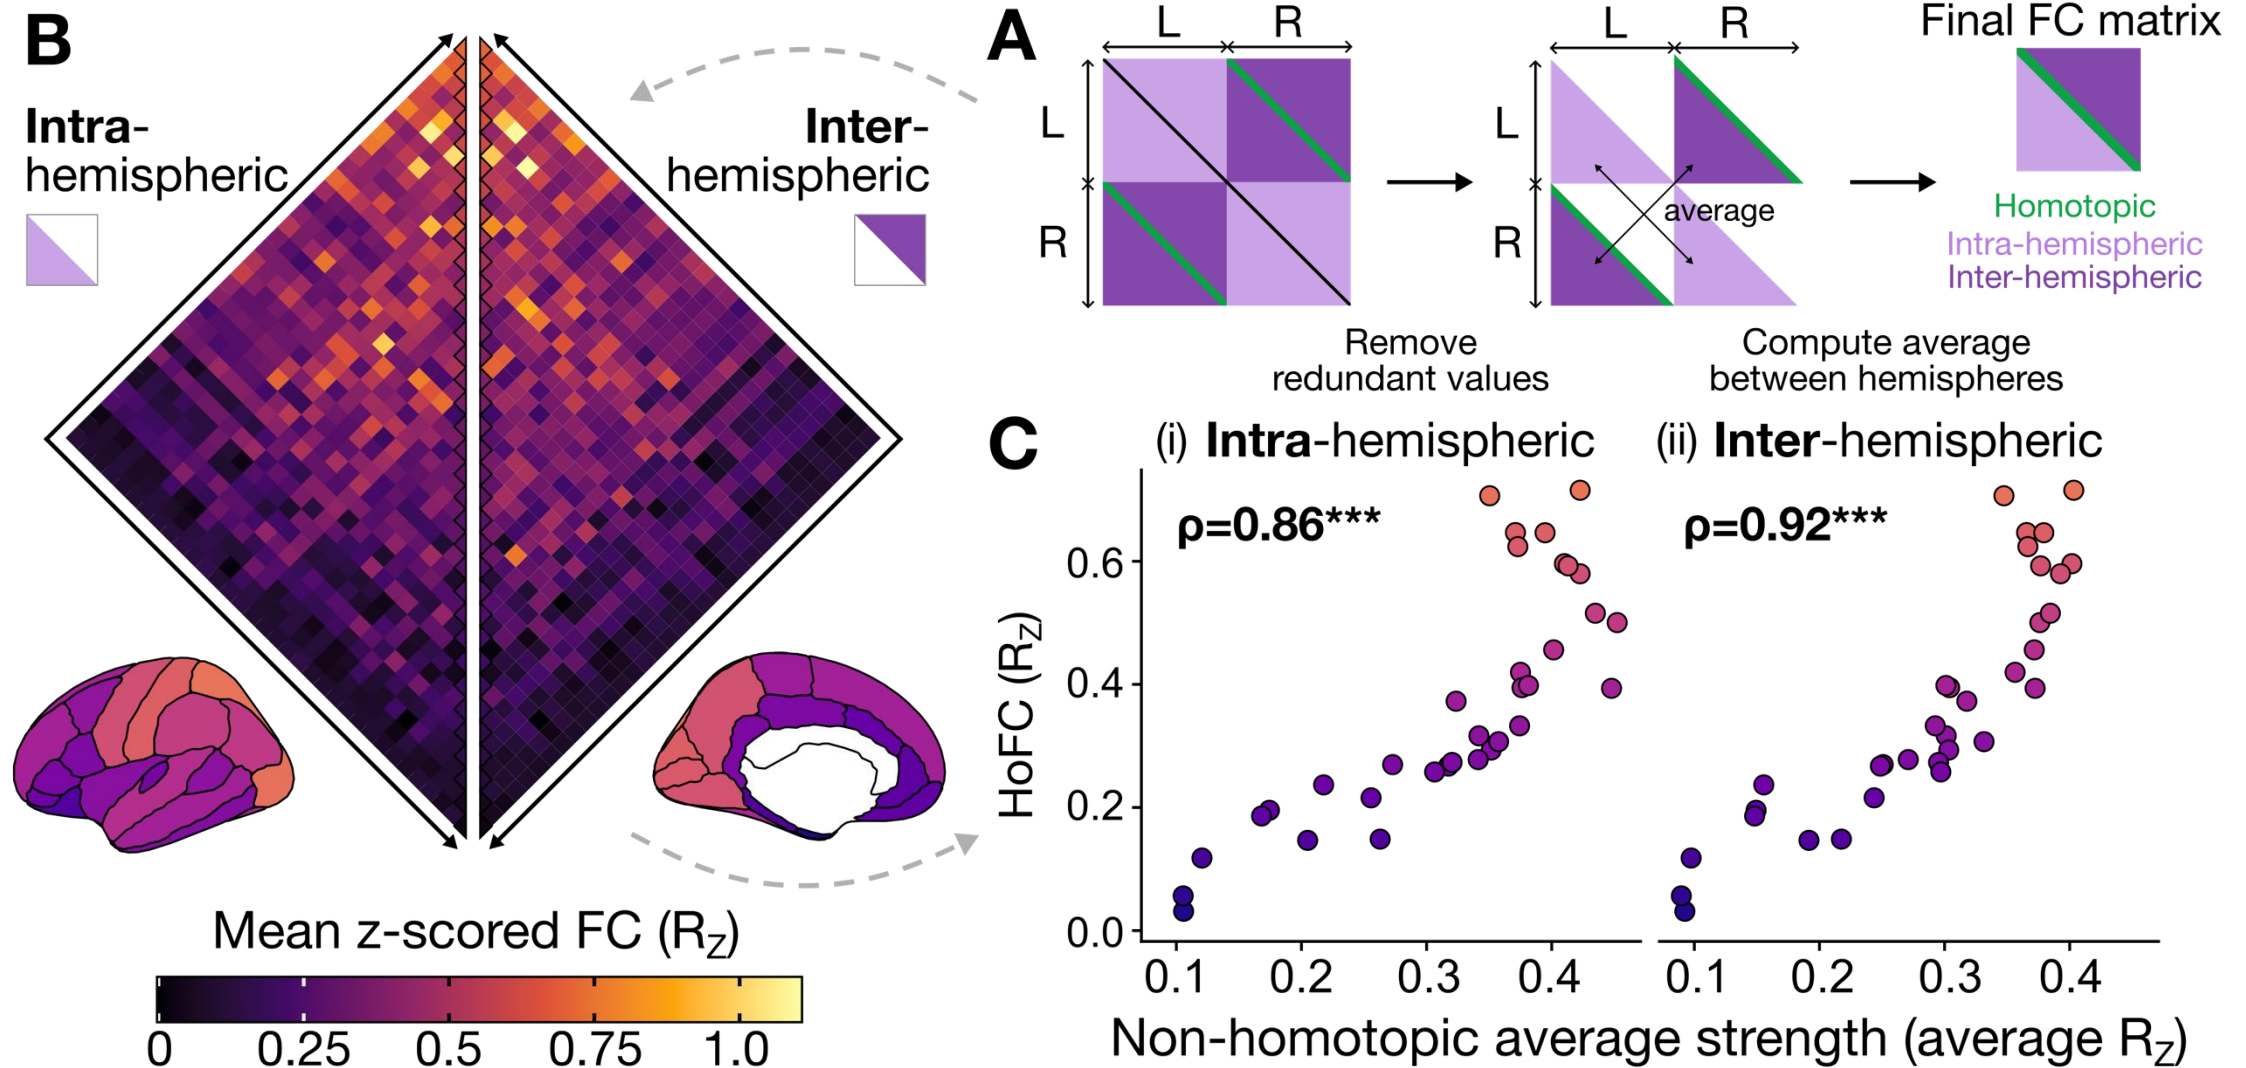 B
Intra-
hemispheric
Inter-
hemispheric
Mean z-scored FC (R_Z)
0 0.25 0.5 0.75 1.0
A
L R
L
R
L R
L
R
average
Final FC matrix
Homotopic
Intra-hemispheric
Inter-hemispheric
Remove
redundant values
Compute average
between hemispheres
C
(i) Intra-hemispheric
(ii) Inter-hemispheric
ρ=0.86***
ρ=0.92***
HoFC (R_Z)
0.6
0.4
0.2
0.0
0.1 0.2 0.3 0.4
0.1 0.2 0.3 0.4
Non-homotopic average strength (average R_Z)